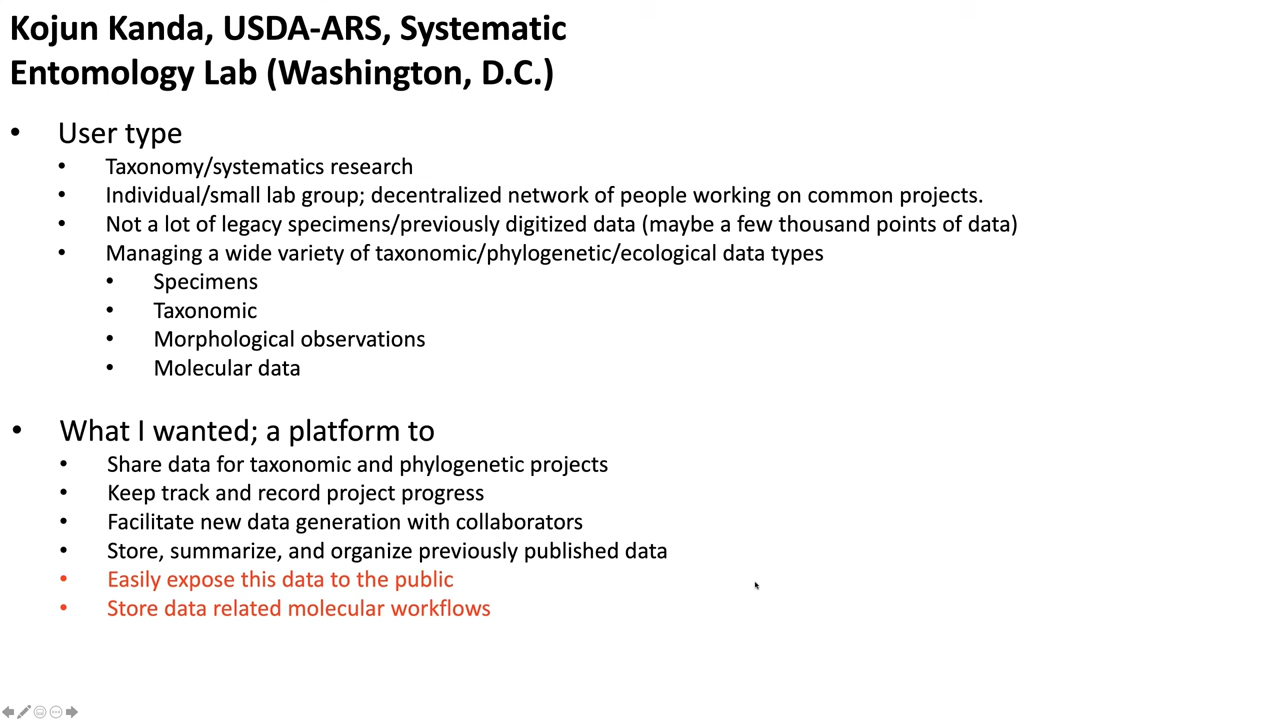 Kojun Kanda, USDA-ARS, Systematic
Entomology Lab (Washington, D.C.)
• User type
• Taxonomy/systematics research
• Individual/small lab group; decentralized network of people working on common projects.
• Not a lot of legacy specimens/previously digitized data (maybe a few thousand points of data)
• Managing a wide variety of taxonomic/phylogenetic/ecological data types
• Specimens
• Taxonomic
• Morphological observations
• Molecular data
• What I wanted; a platform to
• Share data for taxonomic and phylogenetic projects
• Keep track and record project progress
• Facilitate new data generation with collaborators
• Store, summarize, and organize previously published data
• Easily expose this data to the public
• Store data related molecular workflows